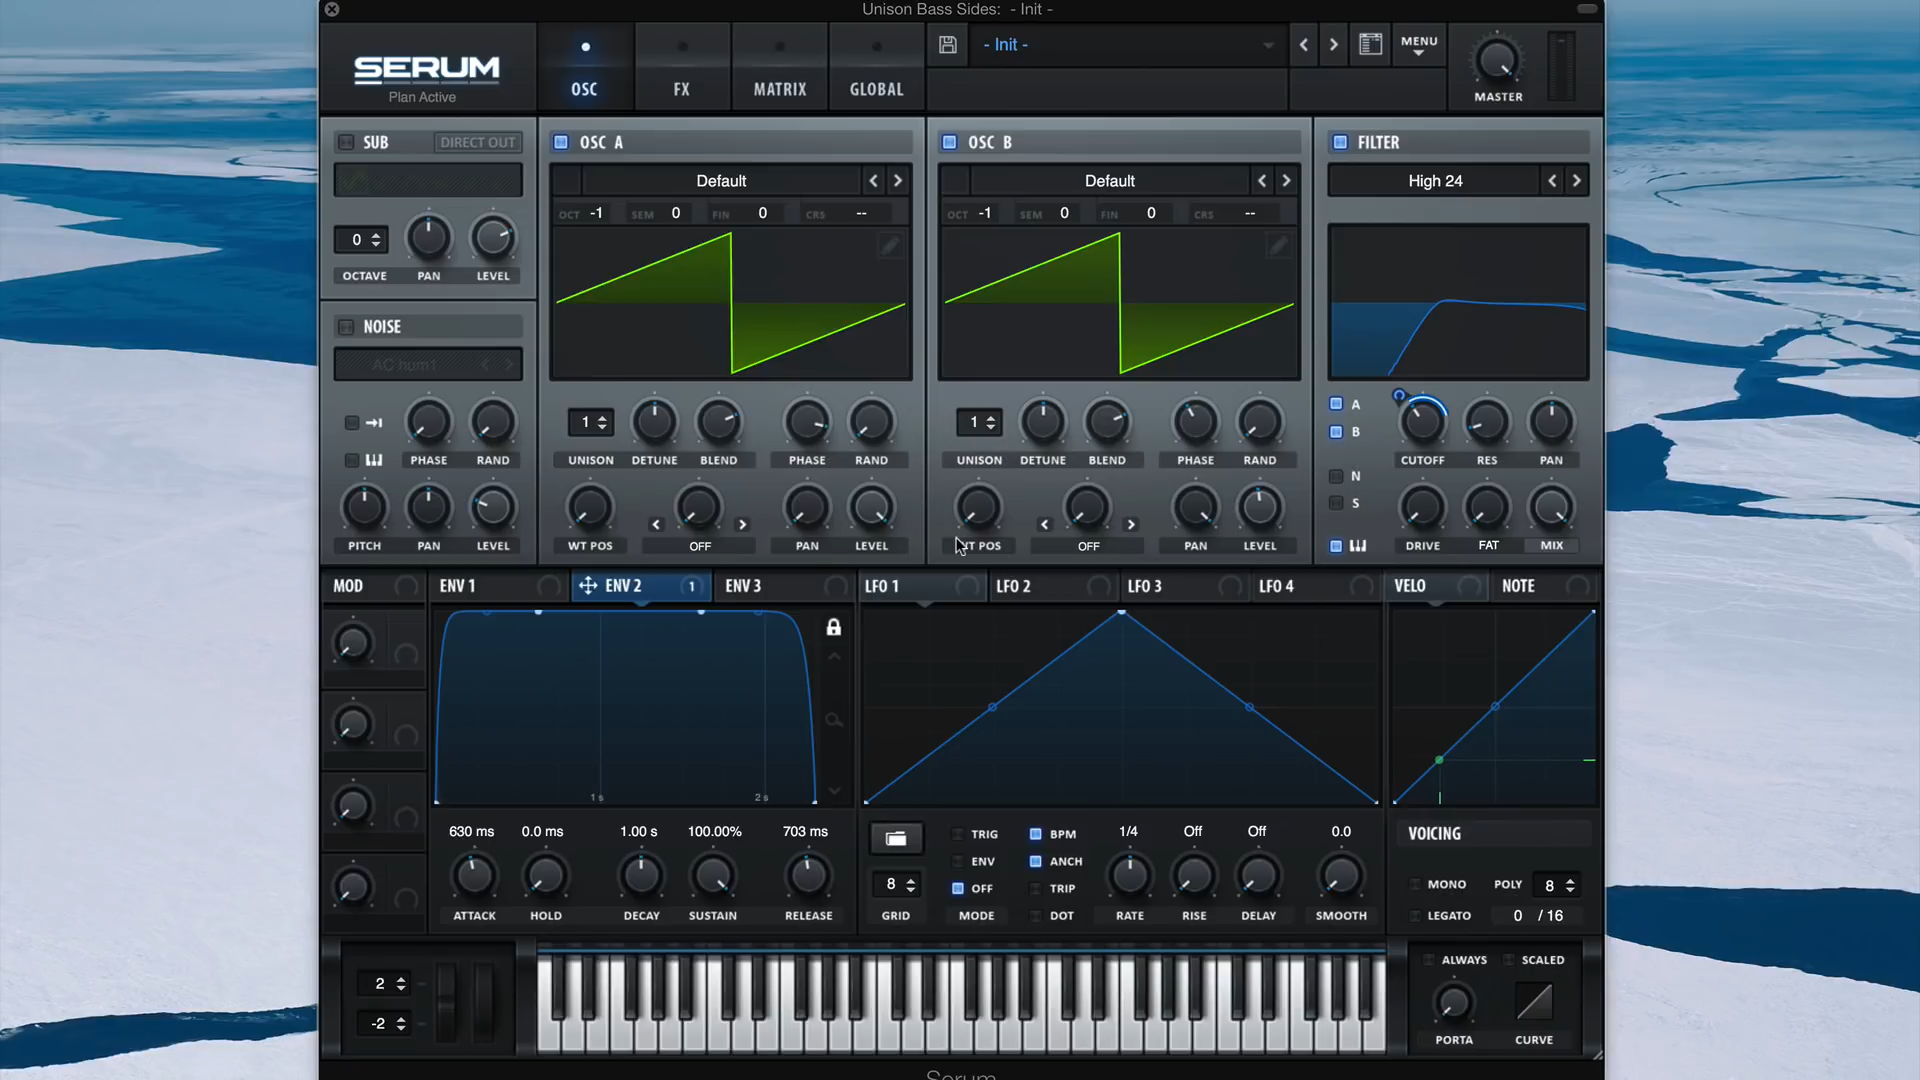 Unison Bass Sides: - Init -
SERUM
Plan Active
OSC
FX
MATRIX
GLOBAL
- Init -
MENU
MASTER
SUB
DIRECT OUT
0
OCTAVE
PAN
LEVEL
NOISE
AC hum1
PHASE
RAND
PITCH
PAN
LEVEL
OSC A
Default
OCT -1
SEM 0
FIN 0
CRS --
1
UNISON
DETUNE
BLEND
PHASE
RAND
WT POS
OFF
PAN
LEVEL
OSC B
Default
OCT -1
SEM 0
FIN 0
CRS --
1
UNISON
DETUNE
BLEND
PHASE
RAND
POS
OFF
PAN
LEVEL
FILTER
High 24
A
B
N
S
CUTOFF
RES
PAN
DRIVE
FAT
MIX
MOD
ENV 1
ENV 2
1
ENV 3
LFO 1
LFO 2
LFO 3
LFO 4
VELO
NOTE
1 s
2 s
630 ms
0.0 ms
1.00 s
100.00%
703 ms
ATTACK
HOLD
DECAY
SUSTAIN
RELEASE
8
GRID
TRIG
ENV
OFF
MODE
BPM
ANCH
TRIP
DOT
1/4
Off
Off
0.0
RATE
RISE
DELAY
SMOOTH
VOICING
MONO
POLY
8
LEGATO
0 / 16
2
-2
ALWAYS
SCALED
PORTA
CURVE
Serum